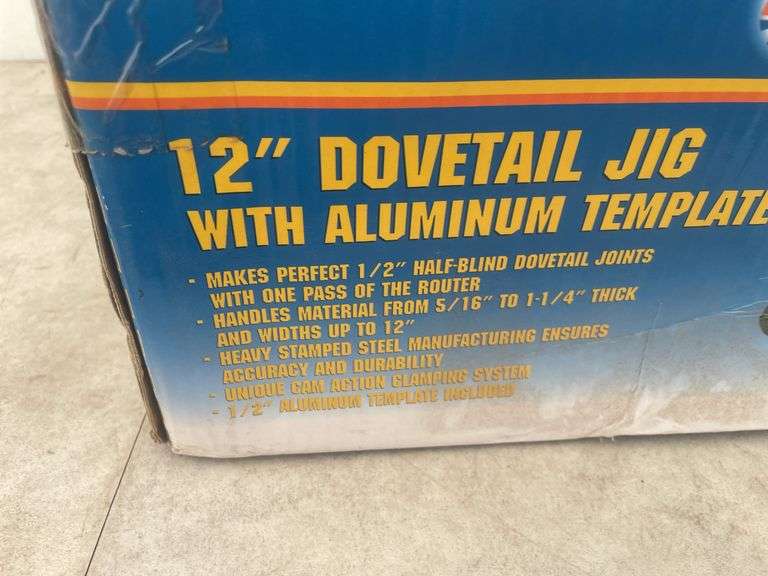 12" DOVETAIL JIG
WITH ALUMINUM TEMPLATE
- MAKES PERFECT 1/2" HALF-BLIND DOVETAIL JOINTS
WITH ONE PASS OF THE ROUTER
- HANDLES MATERIAL FROM 5/16" TO 1-1/4" THICK
AND WIDTHS UP TO 12"
- HEAVY STAMPED STEEL MANUFACTURING ENSURES
ACCURACY AND DURABILITY
- UNIQUE CAM ACTION CLAMPING SYSTEM
- 1/2" ALUMINUM TEMPLATE INCLUDED